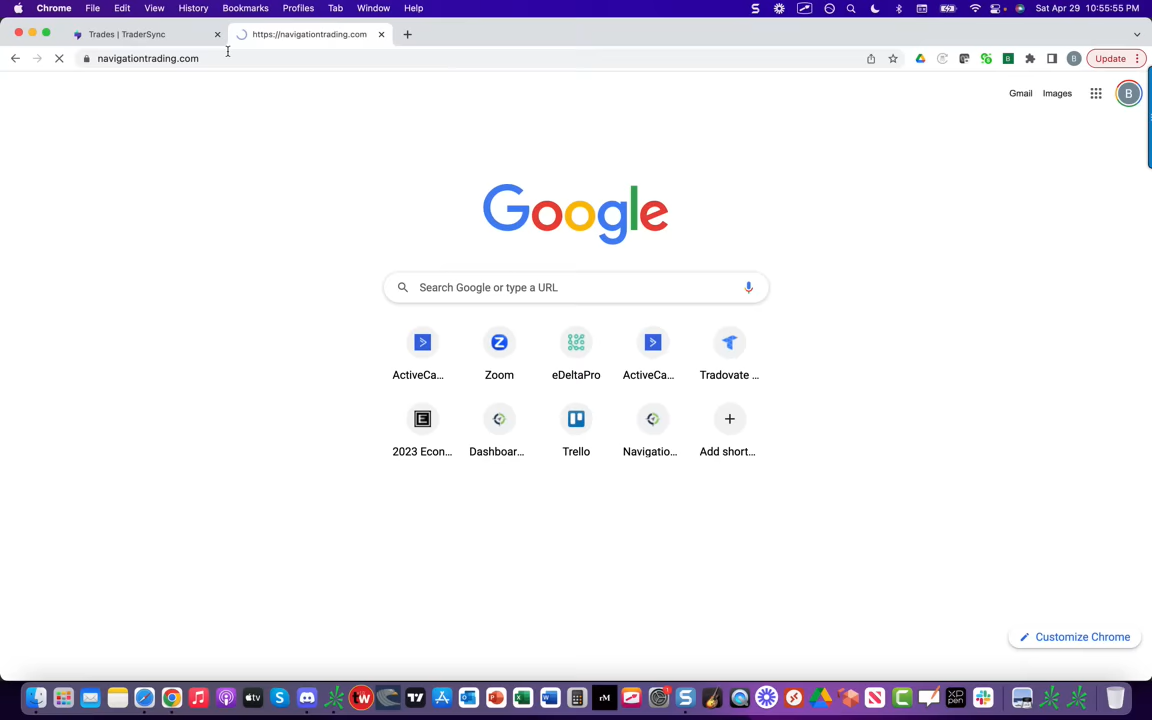 Chrome File Edit View History Bookmarks Profiles Tab Window Help
Sat Apr 29 10:55:55 PM
Trades | TraderSync
https://navigationtrading.com
navigationtrading.com
Update
Gmail Images B
Google
Search Google or type a URL
ActiveCa... Zoom eDeltaPro ActiveCa... Tradovate ...
2023 Econ... Dashboar... Trello Navigatio... Add short...
Customize Chrome